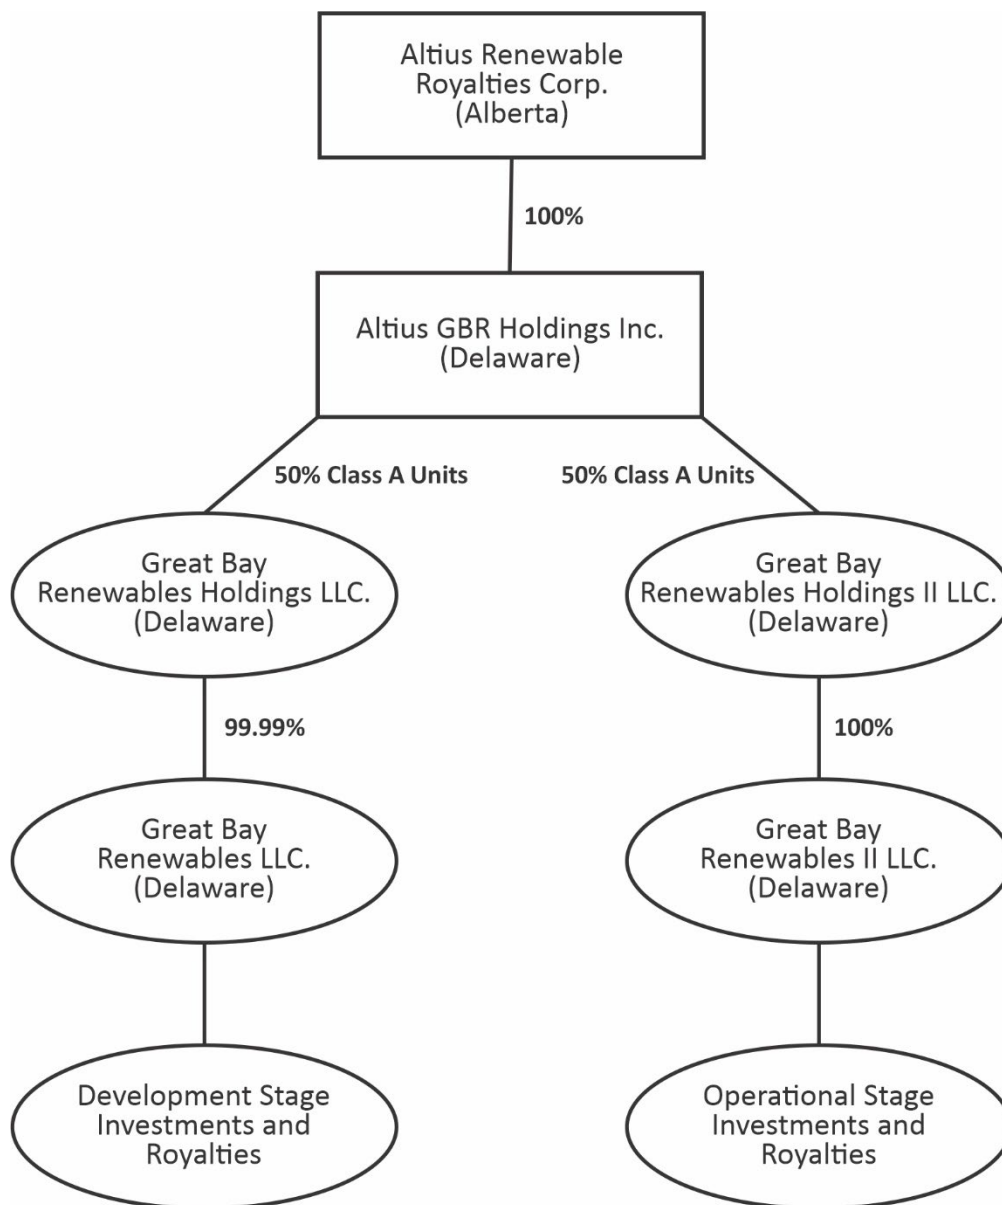 Altius Renewable
Royalties Corp.
(Alberta)
100%
Altius GBR Holdings Inc.
(Delaware)
50% Class A Units
50% Class A Units
Great Bay
Renewables Holdings LLC.
(Delaware)
Great Bay
Renewables Holdings II LLC.
(Delaware)
99.99%
100%
Great Bay
Renewables LLC.
(Delaware)
Great Bay
Renewables II LLC.
(Delaware)
Development Stage
Investments and
Royalties
Operational Stage
Investments and
Royalties